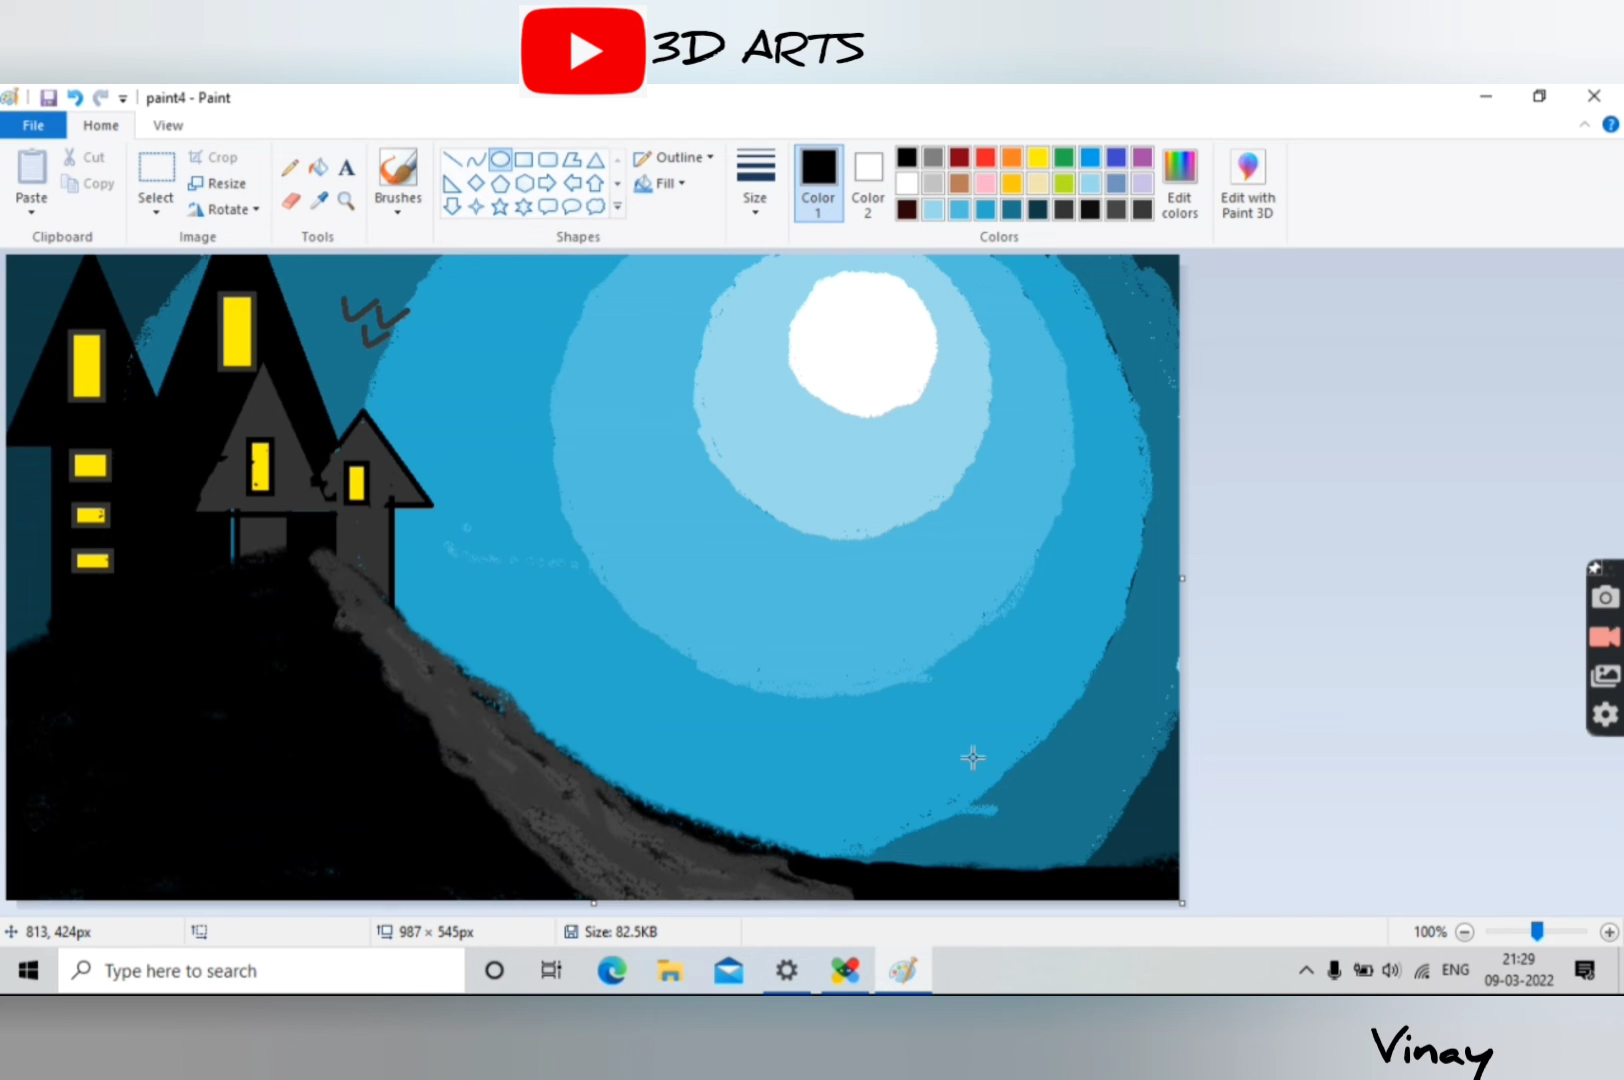 3D ARTS
paint4 - Paint
File Home View
Paste
Cut
Copy
Clipboard
Select
Crop
Resize
Rotate
Image
Tools
Brushes
Shapes
Outline
Fill
Size
Color 1
Color 2
Colors
Edit colors
Edit with Paint 3D
813, 424px
987 × 545px
Size: 82.5KB
100%
Type here to search
ENG
21:29
09-03-2022
Vinay